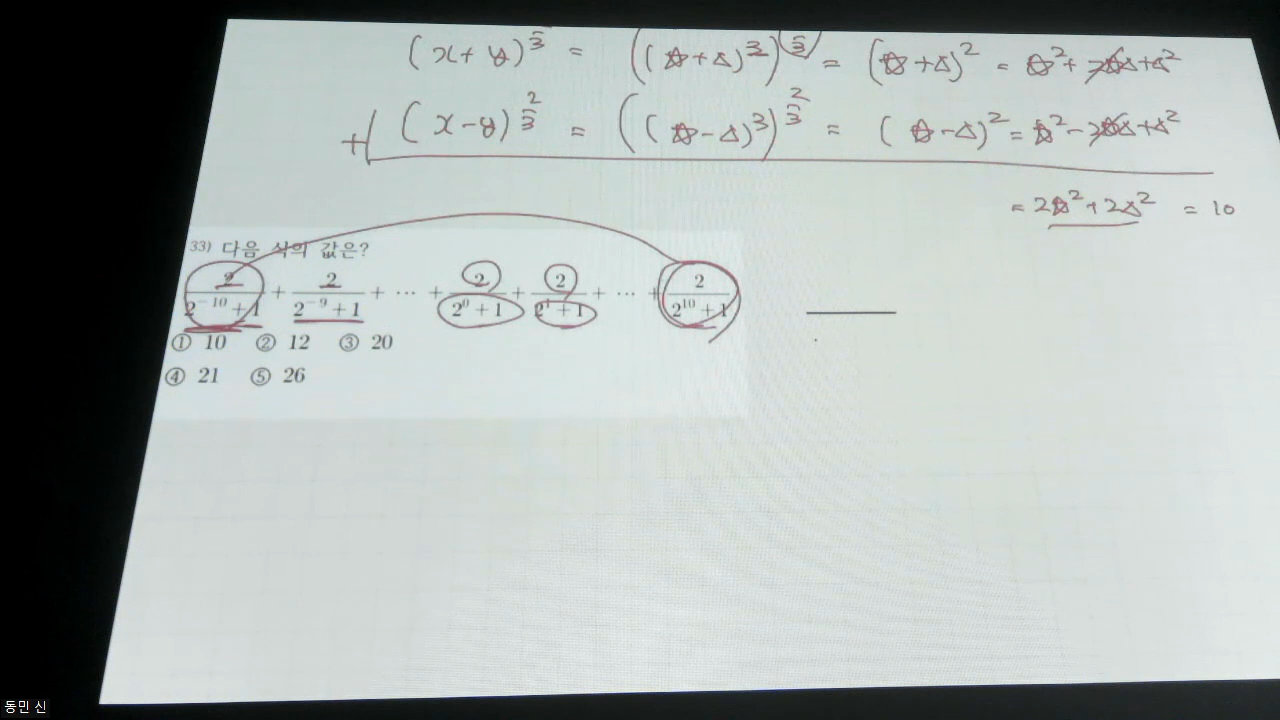 (x+y)^{2/3} = ((☆+△)^3)^{2/3} = (☆+△)^2 = ☆^2+2☆△+△^2
+ (x-y)^{2/3} = ((☆-△)^3)^{2/3} = (☆-△)^2 = ☆^2-2☆△+△^2
= 2☆^2+2△^2 = 10
33) 다음 식의 값은?
2/(2^{-10}+1) + 2/(2^{-9}+1) + ⋯ + 2/(2^0+1) + 2/(2^1+1) + ⋯ + 2/(2^{10}+1)
① 10 ② 12 ③ 20
④ 21 ⑤ 26
동민 신